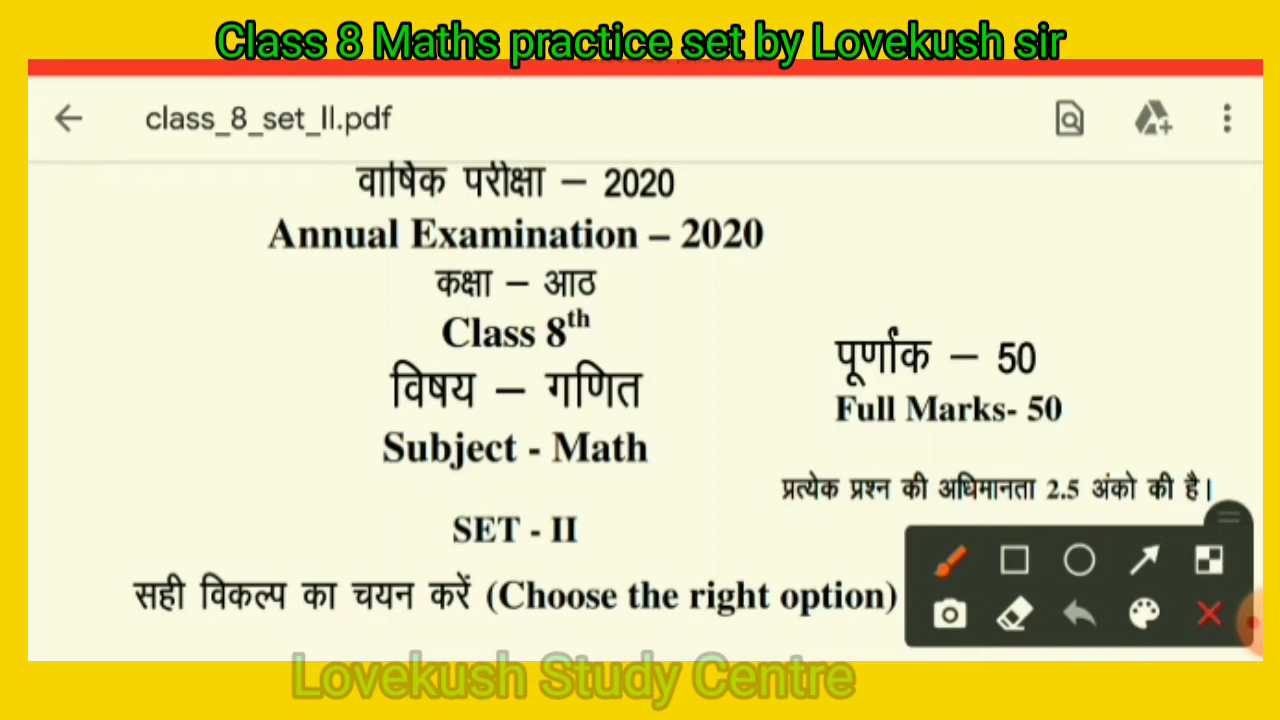 Class 8 Maths practice set by Lovekush sir
class_8_set_II.pdf
वार्षिक परीक्षा – 2020
Annual Examination – 2020
कक्षा – आठ
Class 8th
विषय – गणित
पूर्णांक – 50
Full Marks- 50
Subject - Math
प्रत्येक प्रश्न की अधिमानता 2.5 अंको की है।
SET - II
सही विकल्प का चयन करें (Choose the right option)
Lovekush Study Centre